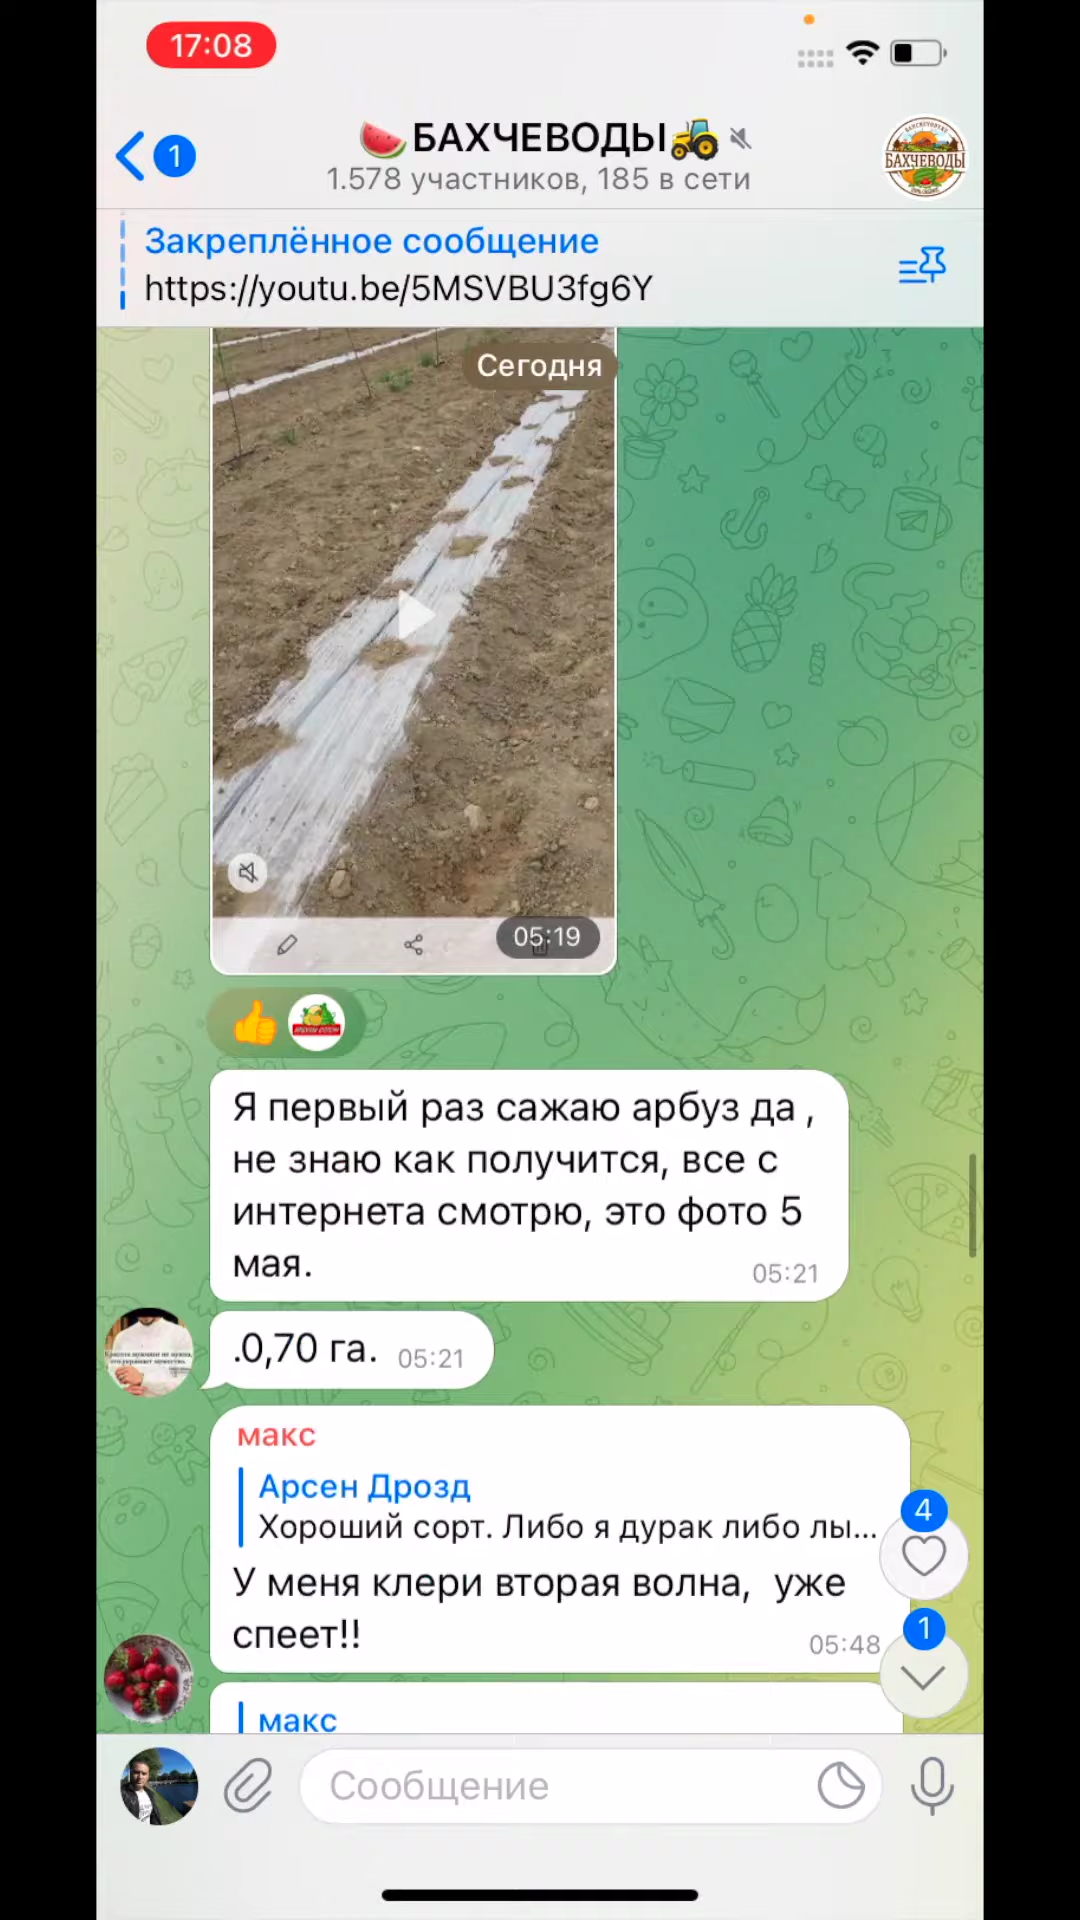 17:08
1
🍉БАХЧЕВОДЫ🚜
1.578 участников, 185 в сети
БАХЧЕВОДЫ
Закреплённое сообщение
https://youtu.be/5MSVBU3fg6Y
Сегодня
05:19
Я первый раз сажаю арбуз да ,
не знаю как получится, все с
интернета смотрю, это фото 5
мая.
05:21
.0,70 га.
05:21
макс
Арсен Дрозд
Хороший сорт. Либо я дурак либо лы...
У меня клери вторая волна,  уже
спеет!!
05:48
4
1
макс
Сообщение